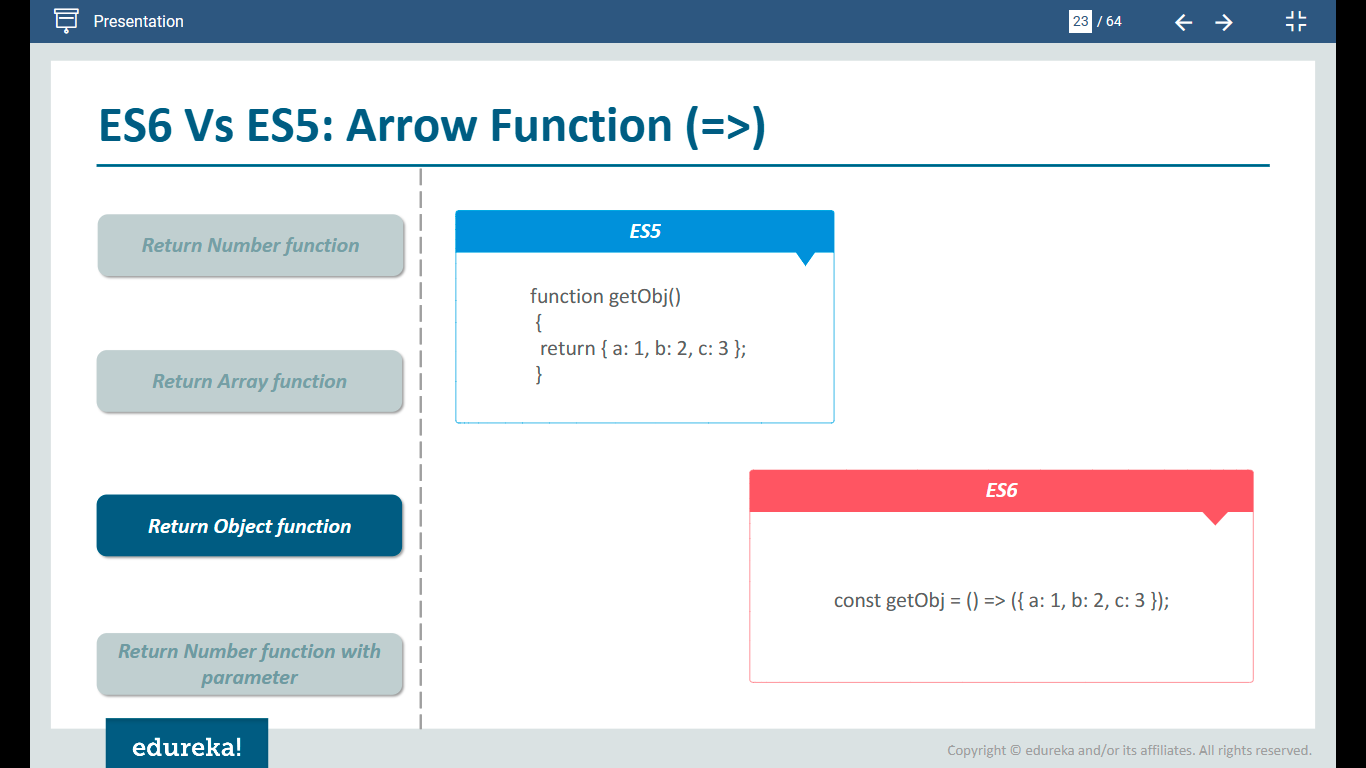 Presentation
23 / 64
ES6 Vs ES5: Arrow Function (=>)
Return Number function
Return Array function
Return Object function
Return Number function with
parameter
ES5
function getObj()
{
return { a: 1, b: 2, c: 3 };
}
ES6
const getObj = () => ({ a: 1, b: 2, c: 3 });
edureka!
Copyright © edureka and/or its affiliates. All rights reserved.